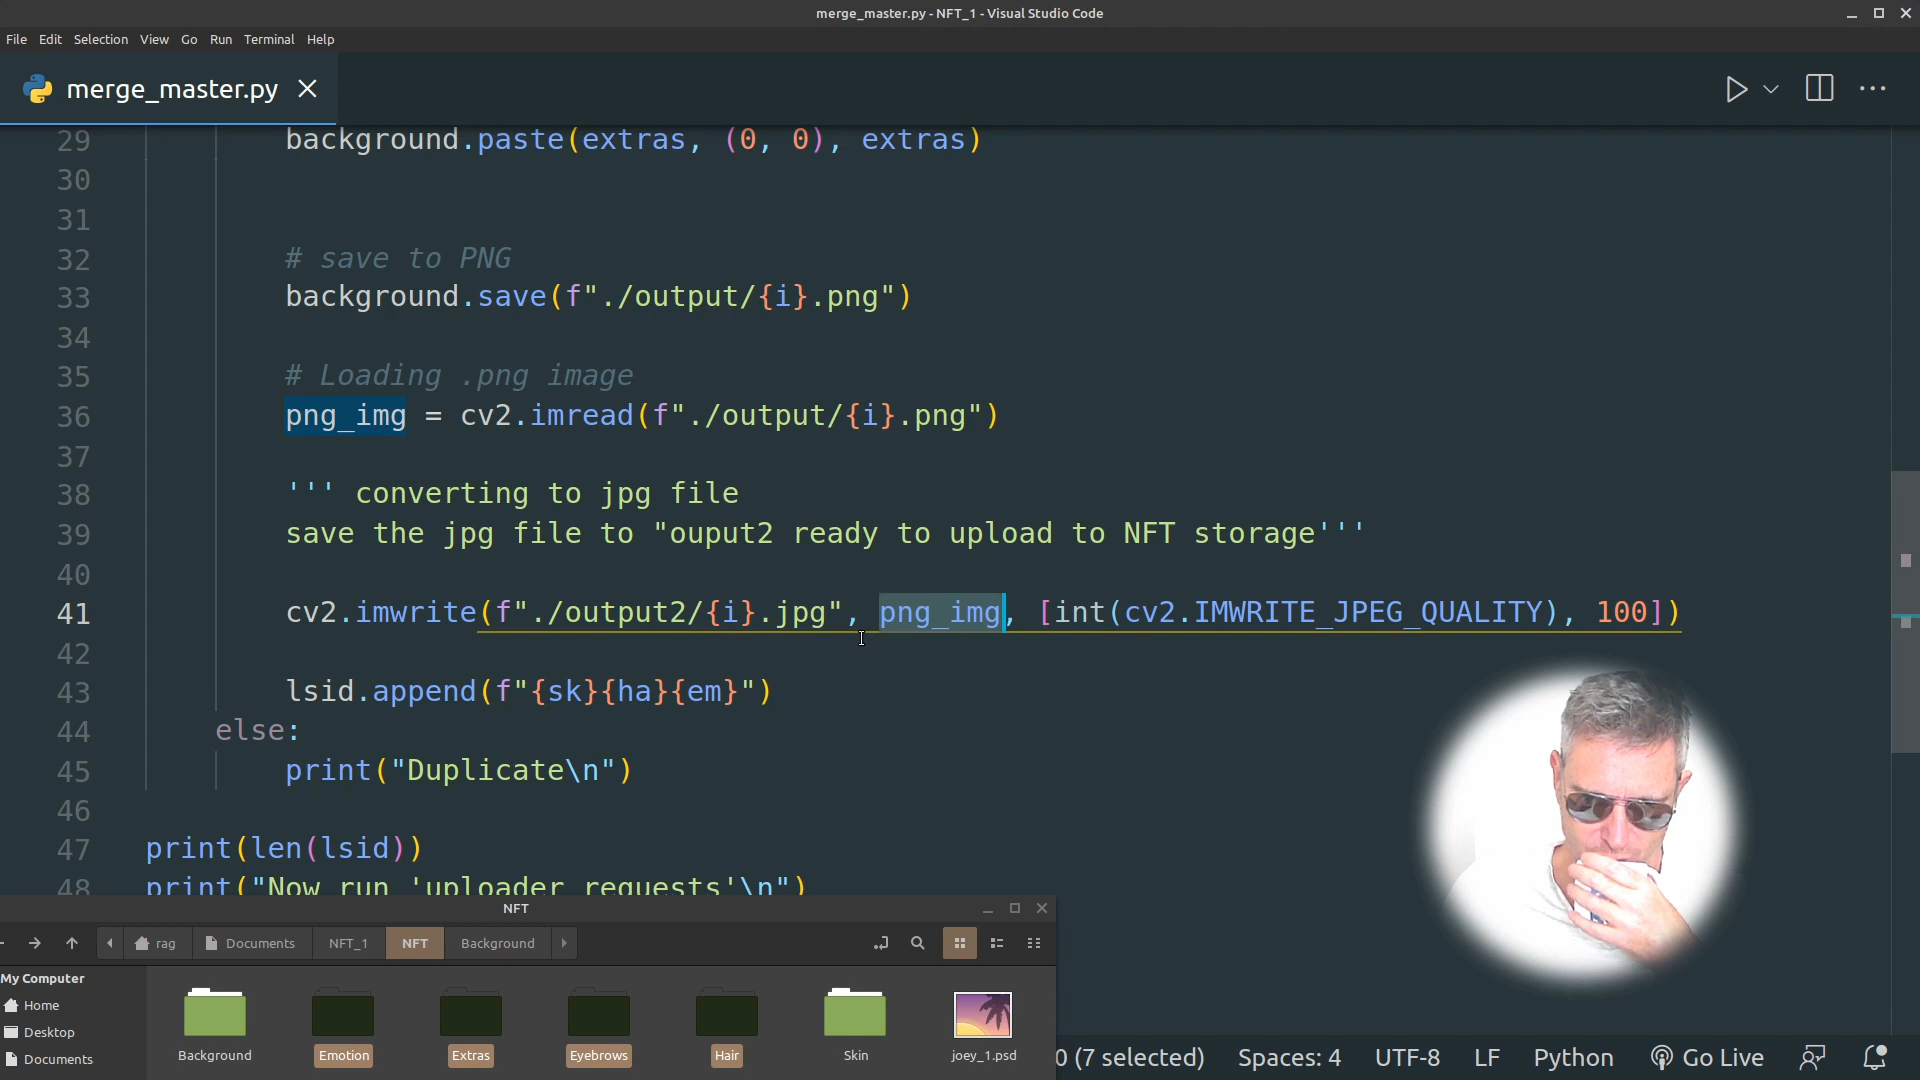 merge_master.py - NFT_1 - Visual Studio Code
File Edit Selection View Go Run Terminal Help
merge_master.py
29 background.paste(extras, (0, 0), extras)
30
31
32 # save to PNG
33 background.save(f"./output/{i}.png")
34
35 # Loading .png image
36 png_img = cv2.imread(f"./output/{i}.png")
37
38 ''' converting to jpg file
39 save the jpg file to "ouput2 ready to upload to NFT storage'''
40
41 cv2.imwrite(f"./output2/{i}.jpg", png_img, [int(cv2.IMWRITE_JPEG_QUALITY), 100])
42
43 lsid.append(f"{sk}{ha}{em}")
44 else:
45 print("Duplicate\n")
46
47 print(len(lsid))
48 print("Now run 'uploader_requests'\n")
NFT
rag Documents NFT_1 NFT Background
My Computer
Home
Desktop
Documents
Background Emotion Extras Eyebrows Hair Skin joey_1.psd
0 (7 selected) Spaces: 4 UTF-8 LF Python Go Live